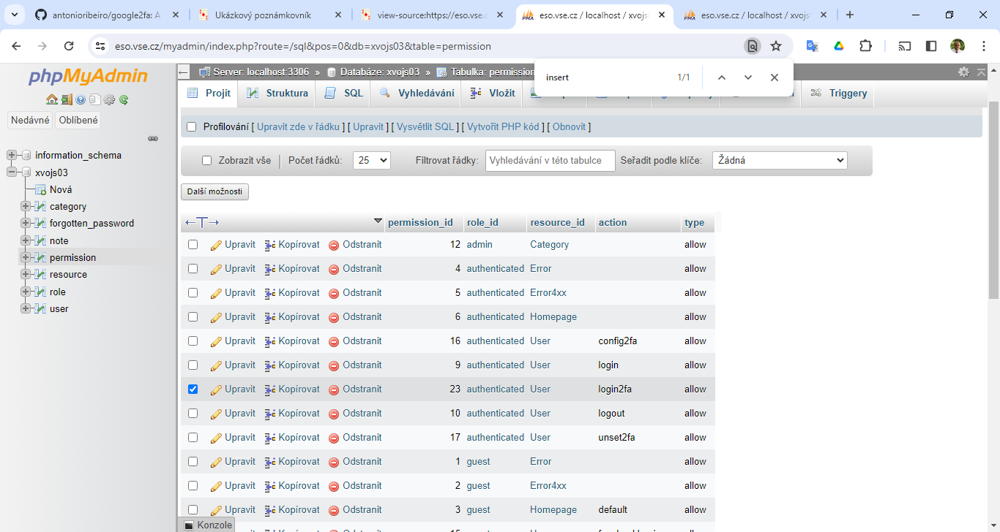 antonioribeiro/google2fa: A
Ukázkový poznámkovník
view-source:https://eso.vse.c
eso.vse.cz / localhost / xvojs
eso.vse.cz / localhost / xvojs
eso.vse.cz/myadmin/index.php?route=/sql&pos=0&db=xvojs03&table=permission
insert
1/1
phpMyAdmin
Nedávné
Oblíbené
information_schema
xvojs03
Nová
category
forgotten_password
note
permission
resource
role
user
Server: localhost:3306 » Databáze: xvojs03 » Tabulka: permission
Projít Struktura SQL Vyhledávání Vložit Triggery
Profilování [ Upravit zde v řádku ] [ Upravit ] [ Vysvětlit SQL ] [ Vytvořit PHP kód ] [ Obnovit ]
Zobrazit vše Počet řádků: 25 Filtrovat řádky: Vyhledávání v této tabulce Seřadit podle klíče: Žádná
Další možnosti
←T→ permission_id role_id resource_id action type
Upravit Kopírovat Odstranit 12 admin Category allow
Upravit Kopírovat Odstranit 4 authenticated Error allow
Upravit Kopírovat Odstranit 5 authenticated Error4xx allow
Upravit Kopírovat Odstranit 6 authenticated Homepage allow
Upravit Kopírovat Odstranit 16 authenticated User config2fa allow
Upravit Kopírovat Odstranit 9 authenticated User login allow
Upravit Kopírovat Odstranit 23 authenticated User login2fa allow
Upravit Kopírovat Odstranit 10 authenticated User logout allow
Upravit Kopírovat Odstranit 17 authenticated User unset2fa allow
Upravit Kopírovat Odstranit 1 guest Error allow
Upravit Kopírovat Odstranit 2 guest Error4xx allow
Upravit Kopírovat Odstranit 3 guest Homepage default allow
Konzole